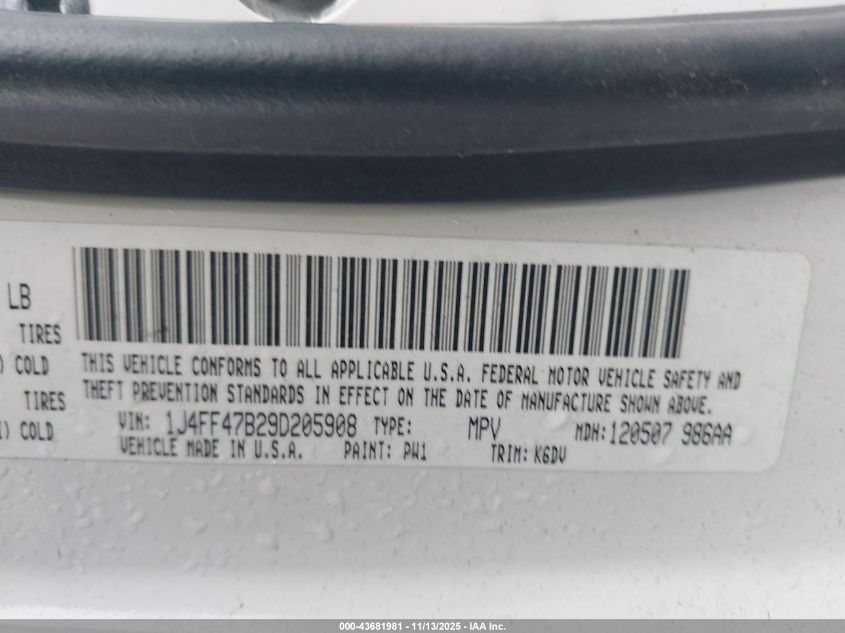 LB
TIRES
) COLD
TIRES
I) COLD
THIS VEHICLE CONFORMS TO ALL APPLICABLE U.S.A. FEDERAL MOTOR VEHICLE SAFETY AND
THEFT PREVENTION STANDARDS IN EFFECT ON THE DATE OF MANUFACTURE SHOWN ABOVE.
VIN: 1J4FF47B29D205908 TYPE: MPV MDH:120507 986AA
VEHICLE MADE IN U.S.A. PAINT: PW1 TRIM: K6DV
000-43681981 - 11/13/2025 - IAA Inc.